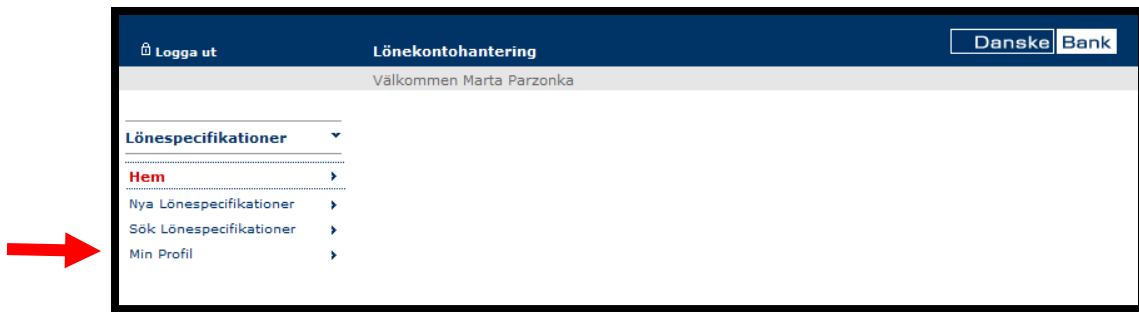 Logga ut
Lönekontohantering
Danske Bank
Välkommen Marta Parzonka
Lönespecifikationer
Hem
Nya Lönespecifikationer
Sök Lönespecifikationer
Min Profil